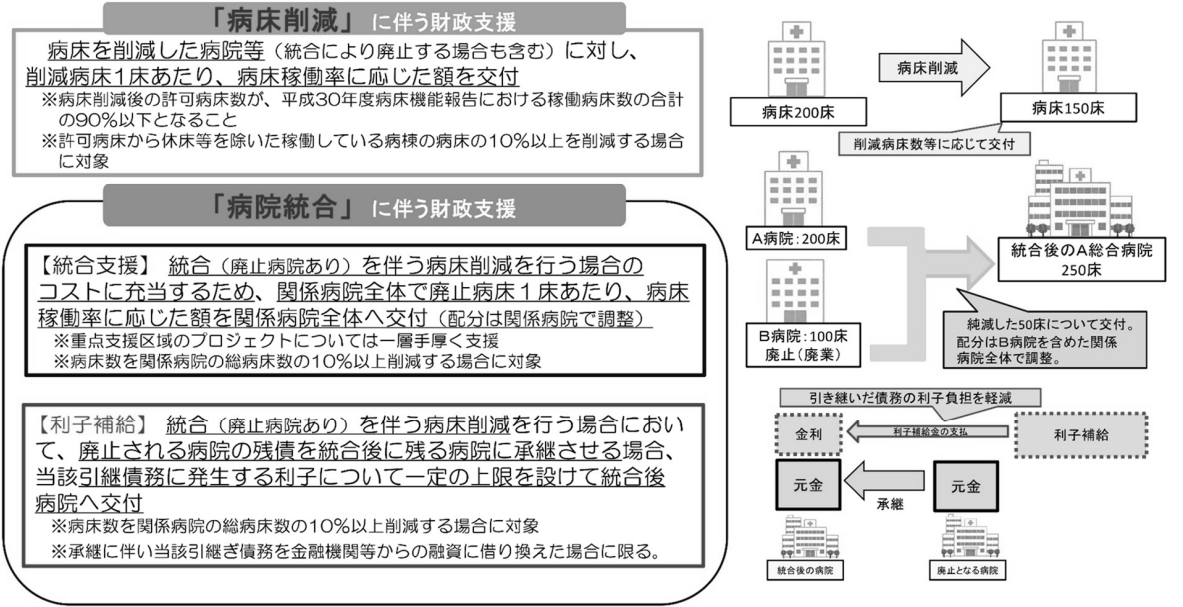 「病床削減」に伴う財政支援
病床を削減した病院等（統合により廃止する場合も含む）に対し、
削減病床1床あたり、病床稼働率に応じた額を交付
※病床削減後の許可病床数が、平成30年度病床機能報告における稼働病床数の合計
の90%以下となること
※許可病床から休床等を除いた稼働している病棟の病床の10%以上を削減する場合
に対象
病床200床
病床削減
病床150床
削減病床数等に応じて交付
「病院統合」に伴う財政支援
【統合支援】 統合（廃止病院あり）を伴う病床削減を行う場合の
コストに充当するため、関係病院全体で廃止病床１床あたり、病床
稼働率に応じた額を関係病院全体へ交付（配分は関係病院で調整）
※重点支援区域のプロジェクトについては一層手厚く支援
※病床数を関係病院の総病床数の10%以上削減する場合に対象
A病院：200床
B病院：100床
廃止（廃業）
統合後のA総合病院
250床
純減した50床について交付。
配分はB病院を含めた関係
病院全体で調整。
【利子補給】 統合（廃止病院あり）を伴う病床削減を行う場合におい
て、廃止される病院の残債を統合後に残る病院に承継させる場合、
当該引継債務に発生する利子について一定の上限を設けて統合後
病院へ交付
※病床数を関係病院の総病床数の10%以上削減する場合に対象
※承継に伴い当該引継ぎ債務を金融機関等からの融資に借り換えた場合に限る。
引き継いだ債務の利子負担を軽減
金利
利子補給金の支払
利子補給
元金
承継
元金
統合後の病院
廃止となる病院